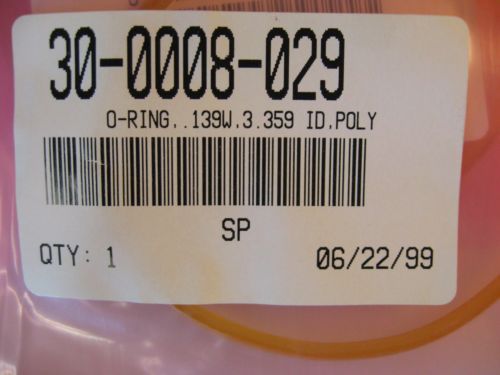 30-0008-029
O-RING,.139W,3.359 ID,POLY
SP
QTY: 1 06/22/99